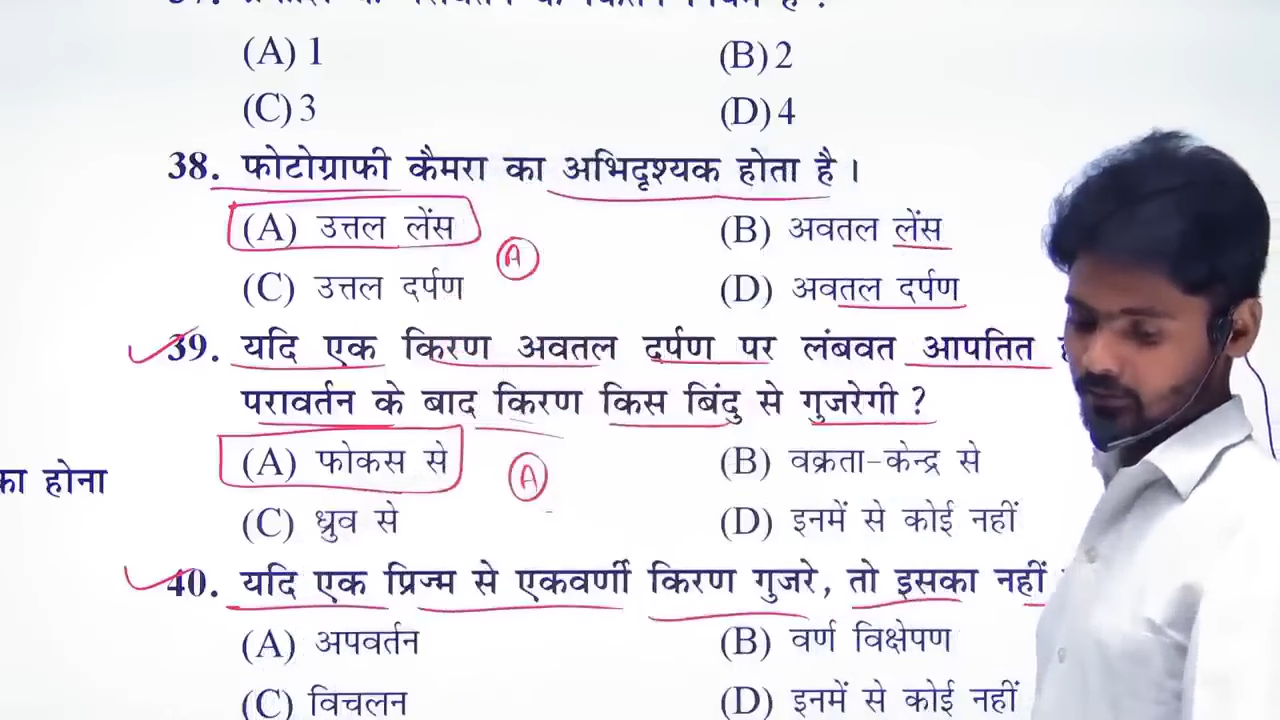 (A) 1 (B) 2
(C) 3 (D) 4
38. फोटोग्राफी कैमरा का अभिदृश्यक होता है ।
(A) उत्तल लेंस (B) अवतल लेंस
A
(C) उत्तल दर्पण (D) अवतल दर्पण
39. यदि एक किरण अवतल दर्पण पर लंबवत आपतित
परावर्तन के बाद किरण किस बिंदु से गुजरेगी ?
(A) फोकस से (B) वक्रता-केन्द्र से
A
का होना
(C) ध्रुव से (D) इनमें से कोई नहीं
40. यदि एक प्रिज्म से एकवर्णी किरण गुजरे, तो इसका नहीं
(A) अपवर्तन (B) वर्ण विक्षेपण
(C) विचलन (D) इनमें से कोई नहीं